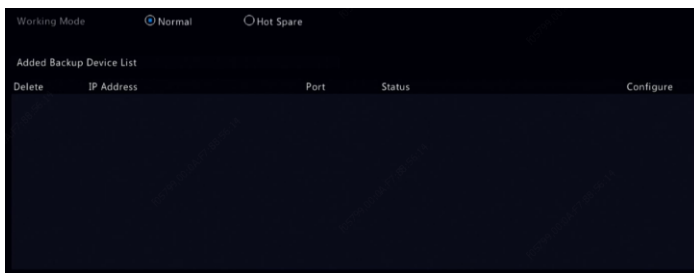 Working Mode Normal Hot Spare
Added Backup Device List
Delete IP Address Port Status Configure